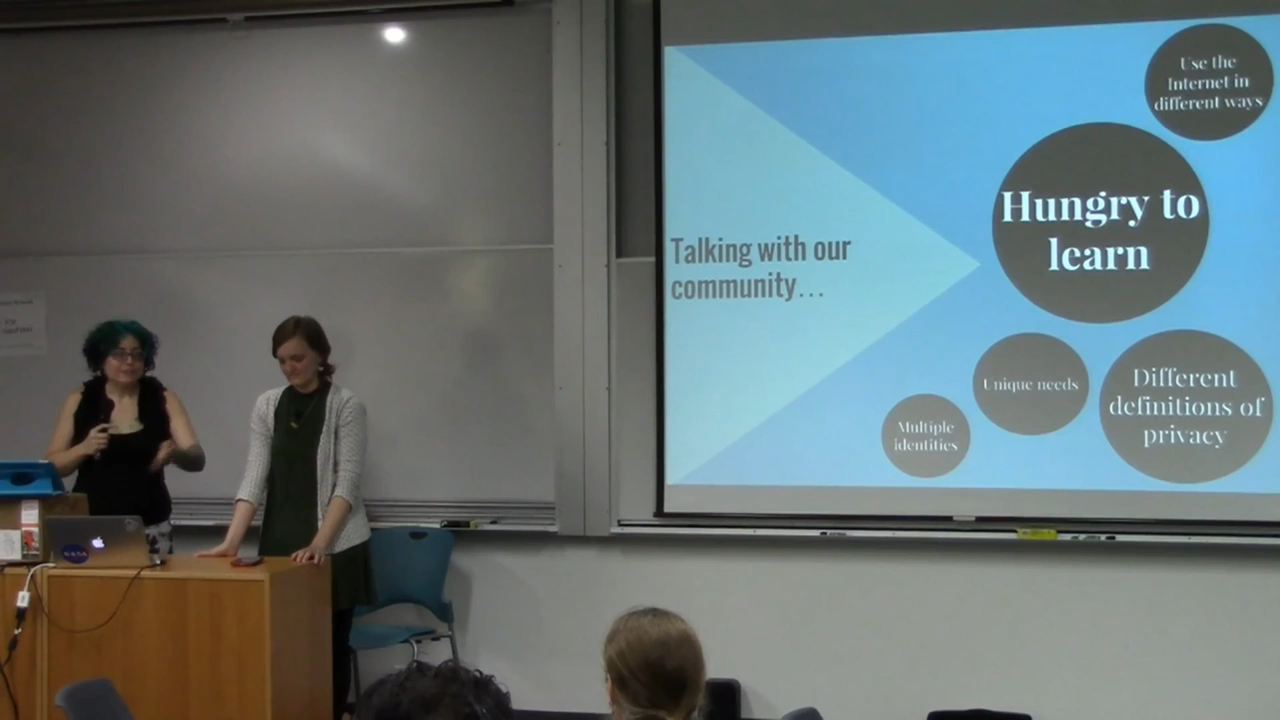 Talking with our
community...
Use the
Internet in
different ways
Hungry to
learn
Unique needs
Different
definitions of
privacy
Multiple
identities
NASA